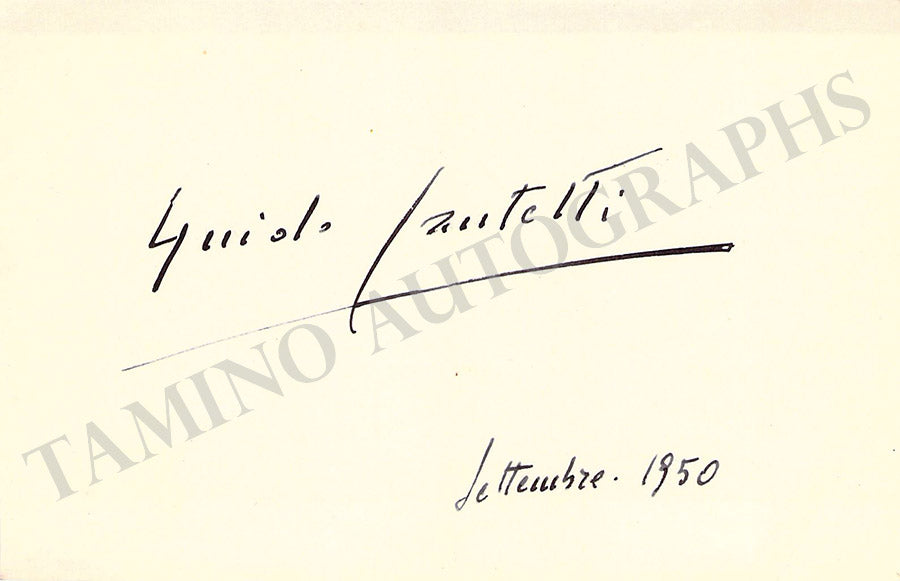 Guido Cantelli
TAMINO AUTOGRAPHS
Settembre. 1950